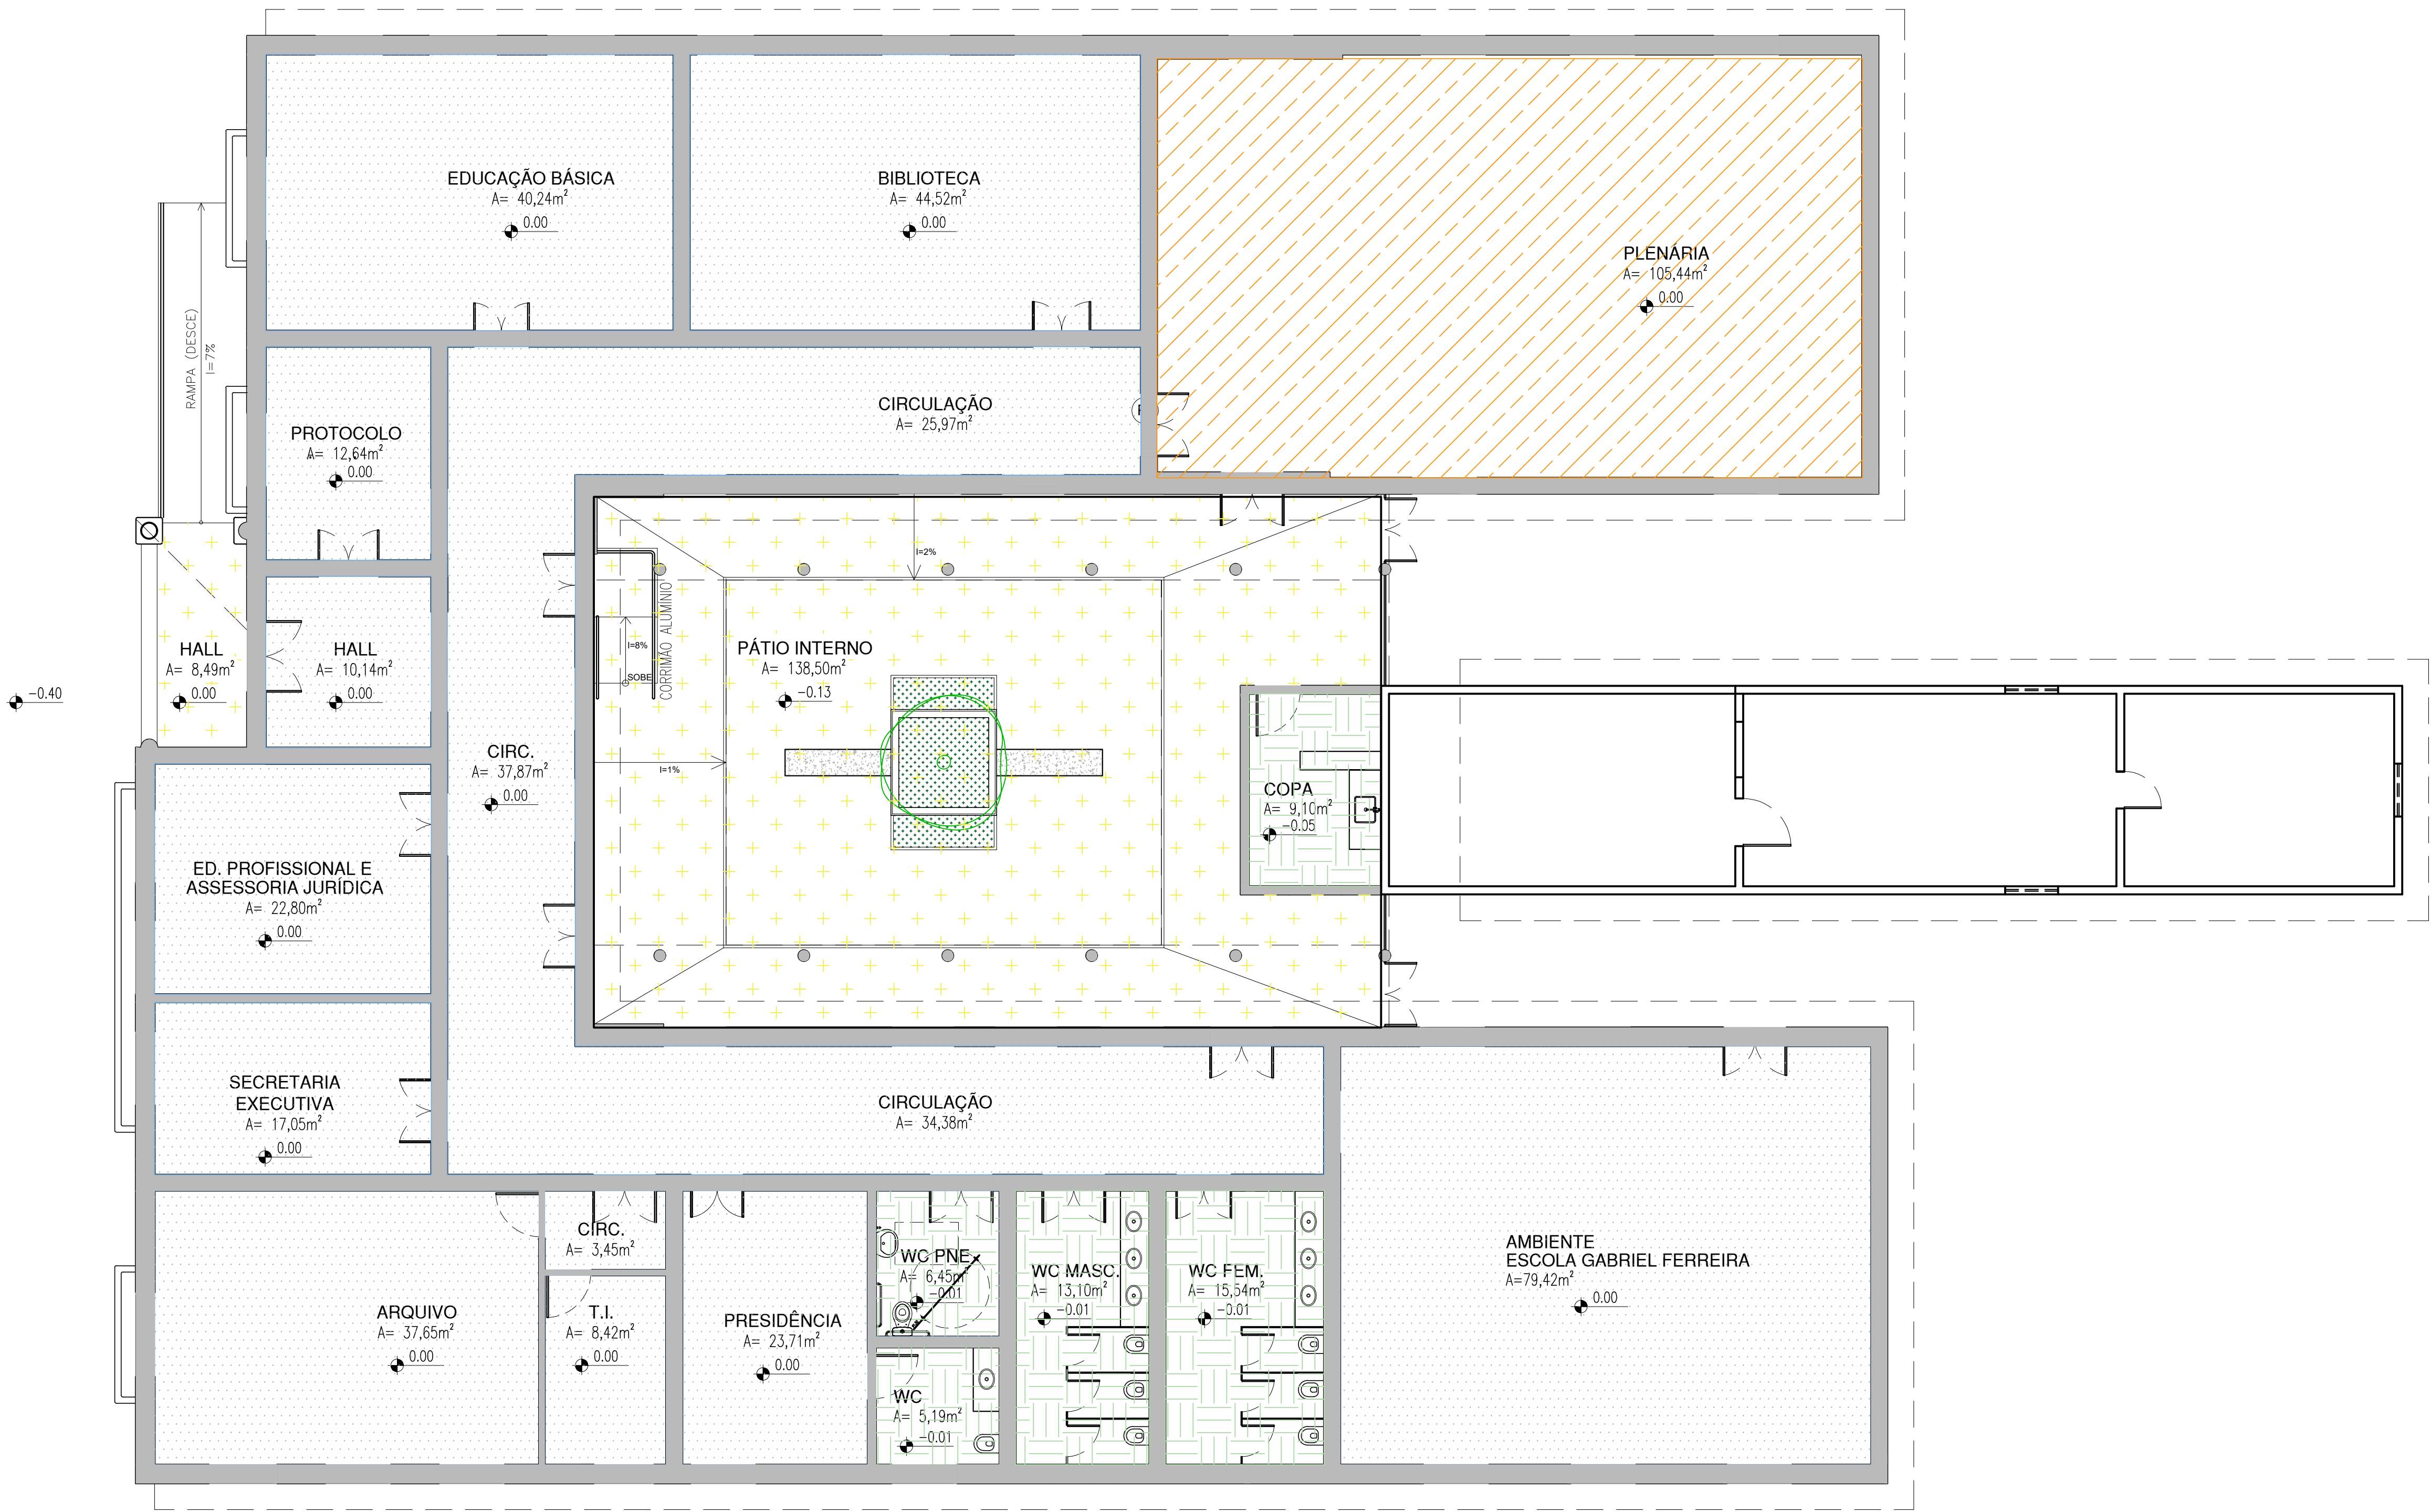 EDUCAÇÃO BÁSICA
A= 40,24m²
0.00
BIBLIOTECA
A= 44,52m²
0.00
PLENÁRIA
A= 105,44m²
0.00
RAMPA (DESCE)
I=7%
PROTOCOLO
A= 12,64m²
0.00
CIRCULAÇÃO
A= 25,97m²
HALL
A= 8,49m²
0.00
HALL
A= 10,14m²
0.00
-0.40
I=2%
CORRIMÃO ALUMÍNIO
I=8%
SOBE
PÁTIO INTERNO
A= 138,50m²
-0.13
I=1%
CIRC.
A= 37,87m²
0.00
COPA
A= 9,10m²
-0.05
ED. PROFISSIONAL E
ASSESSORIA JURÍDICA
A= 22,80m²
0.00
SECRETARIA
EXECUTIVA
A= 17,05m²
0.00
CIRCULAÇÃO
A= 34,38m²
CIRC.
A= 3,45m²
ARQUIVO
A= 37,65m²
0.00
T.I.
A= 8,42m²
0.00
PRESIDÊNCIA
A= 23,71m²
0.00
WC PNE.
A= 6,45m²
-0.01
WC
A= 5,19m²
-0.01
WC MASC.
A= 13,10m²
-0.01
WC FEM.
A= 15,54m²
-0.01
AMBIENTE
ESCOLA GABRIEL FERREIRA
A=79,42m²
0.00